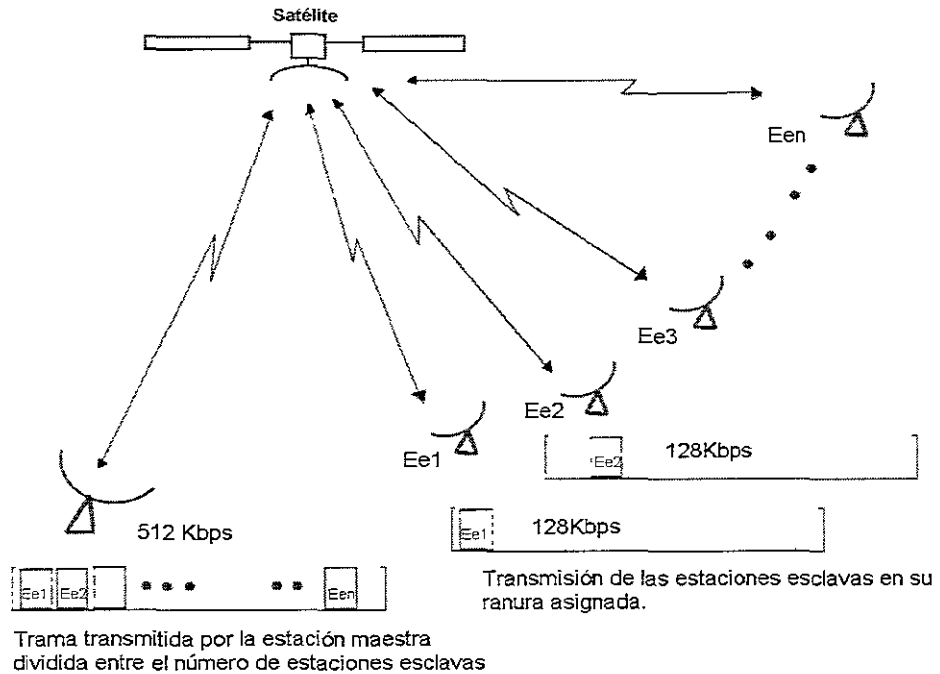 Satélite
Een
Ee3
Ee2
Ee1
Ee2 128Kbps
512 Kbps
Ee1 128Kbps
Ee1 Ee2 Een
Transmisión de las estaciones esclavas en su
ranura asignada.
Trama transmitida por la estación maestra
dividida entre el número de estaciones esclavas